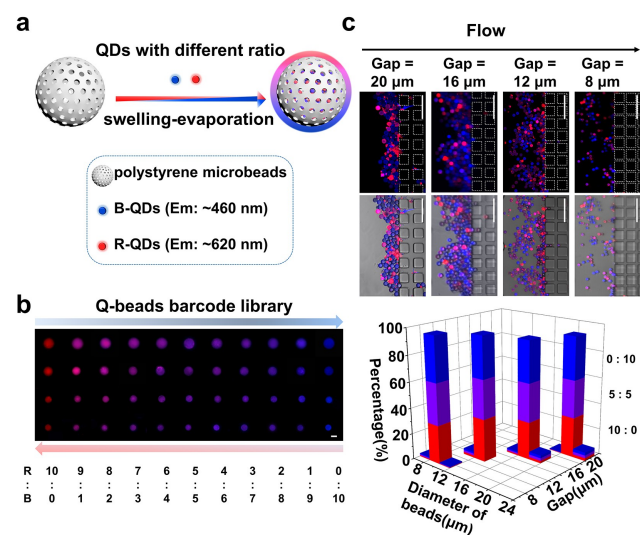 a
QDs with different ratio
swelling-evaporation
polystyrene microbeads
B-QDs (Em: ~460 nm)
R-QDs (Em: ~620 nm)
b
Q-beads barcode library
R 10 9 8 7 6 5 4 3 2 1 0
: : : : : : : : : : : :
B 0 1 2 3 4 5 6 7 8 9 10
c
Flow
Gap = Gap = Gap = Gap =
20 µm 16 µm 12 µm 8 µm
100
80
60
40
20
0
Percentage(%)
0 : 10
5 : 5
10 : 0
8 12 16 20 24
Diameter of
beads(µm)
8 12 16 20
Gap(µm)